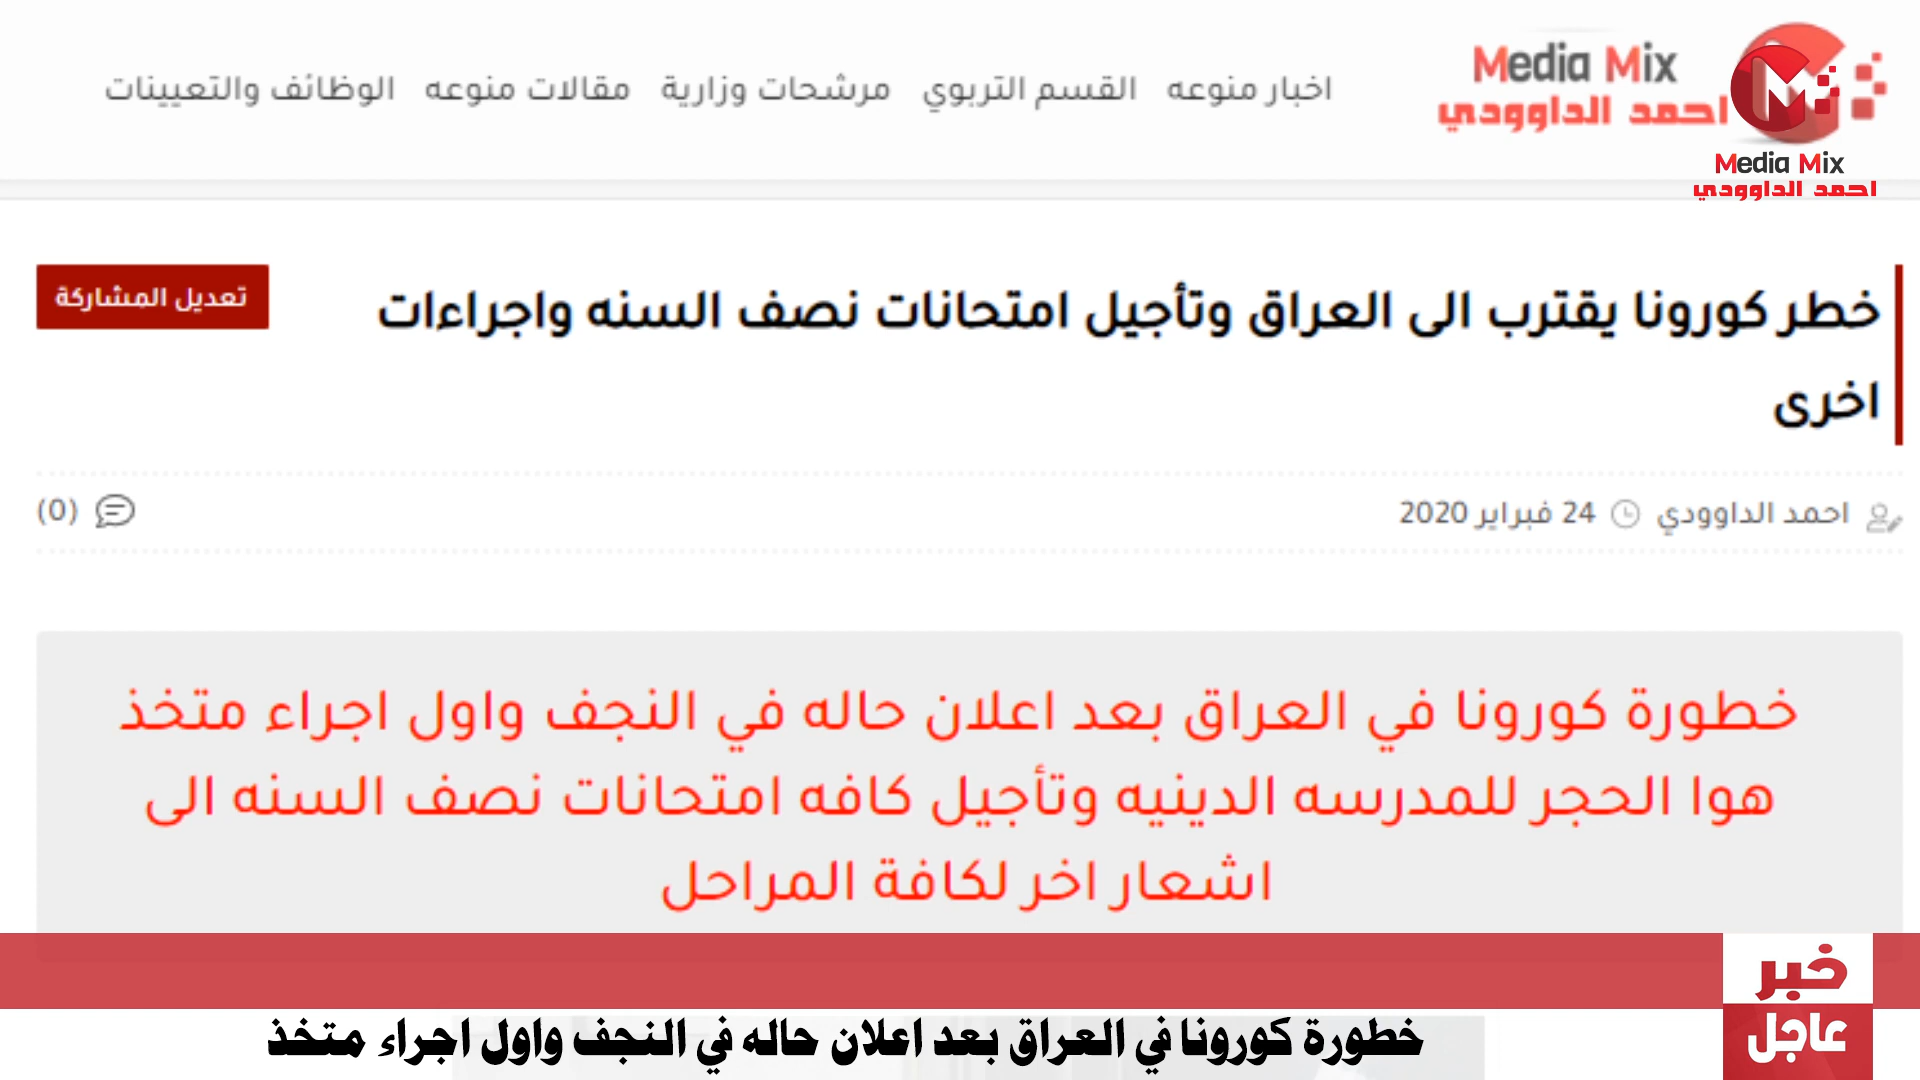 Media Mix
احمد الداوودي
اخبار منوعه القسم التربوي مرشحات وزارية مقالات منوعه الوظائف والتعيينات
Media Mix
احمد الداوودي
خطر كورونا يقترب الى العراق وتأجيل امتحانات نصف السنه واجراءات
اخرى
تعديل المشاركة
احمد الداوودي 24 فبراير 2020
(0)
خطورة كورونا في العراق بعد اعلان حاله في النجف واول اجراء متخذ
هوا الحجر للمدرسه الدينيه وتأجيل كافه امتحانات نصف السنه الى
اشعار اخر لكافة المراحل
خبر
عاجل
خطورة كورونا في العراق بعد اعلان حاله في النجف واول اجراء متخذ